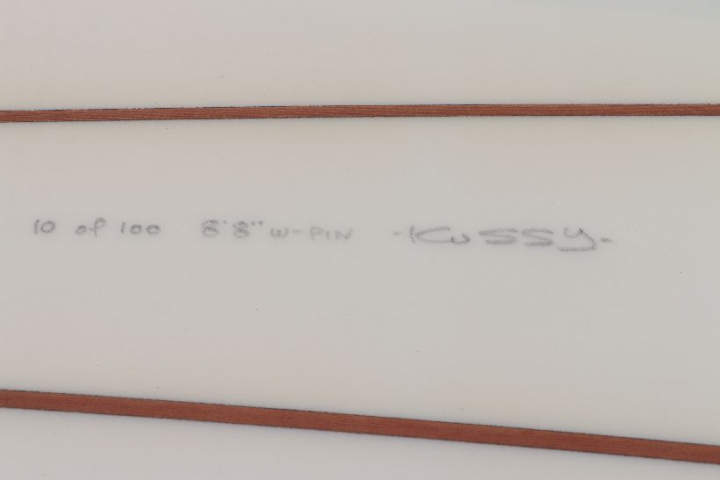 10 of 100 8'8" W-PIN -KUSSY-